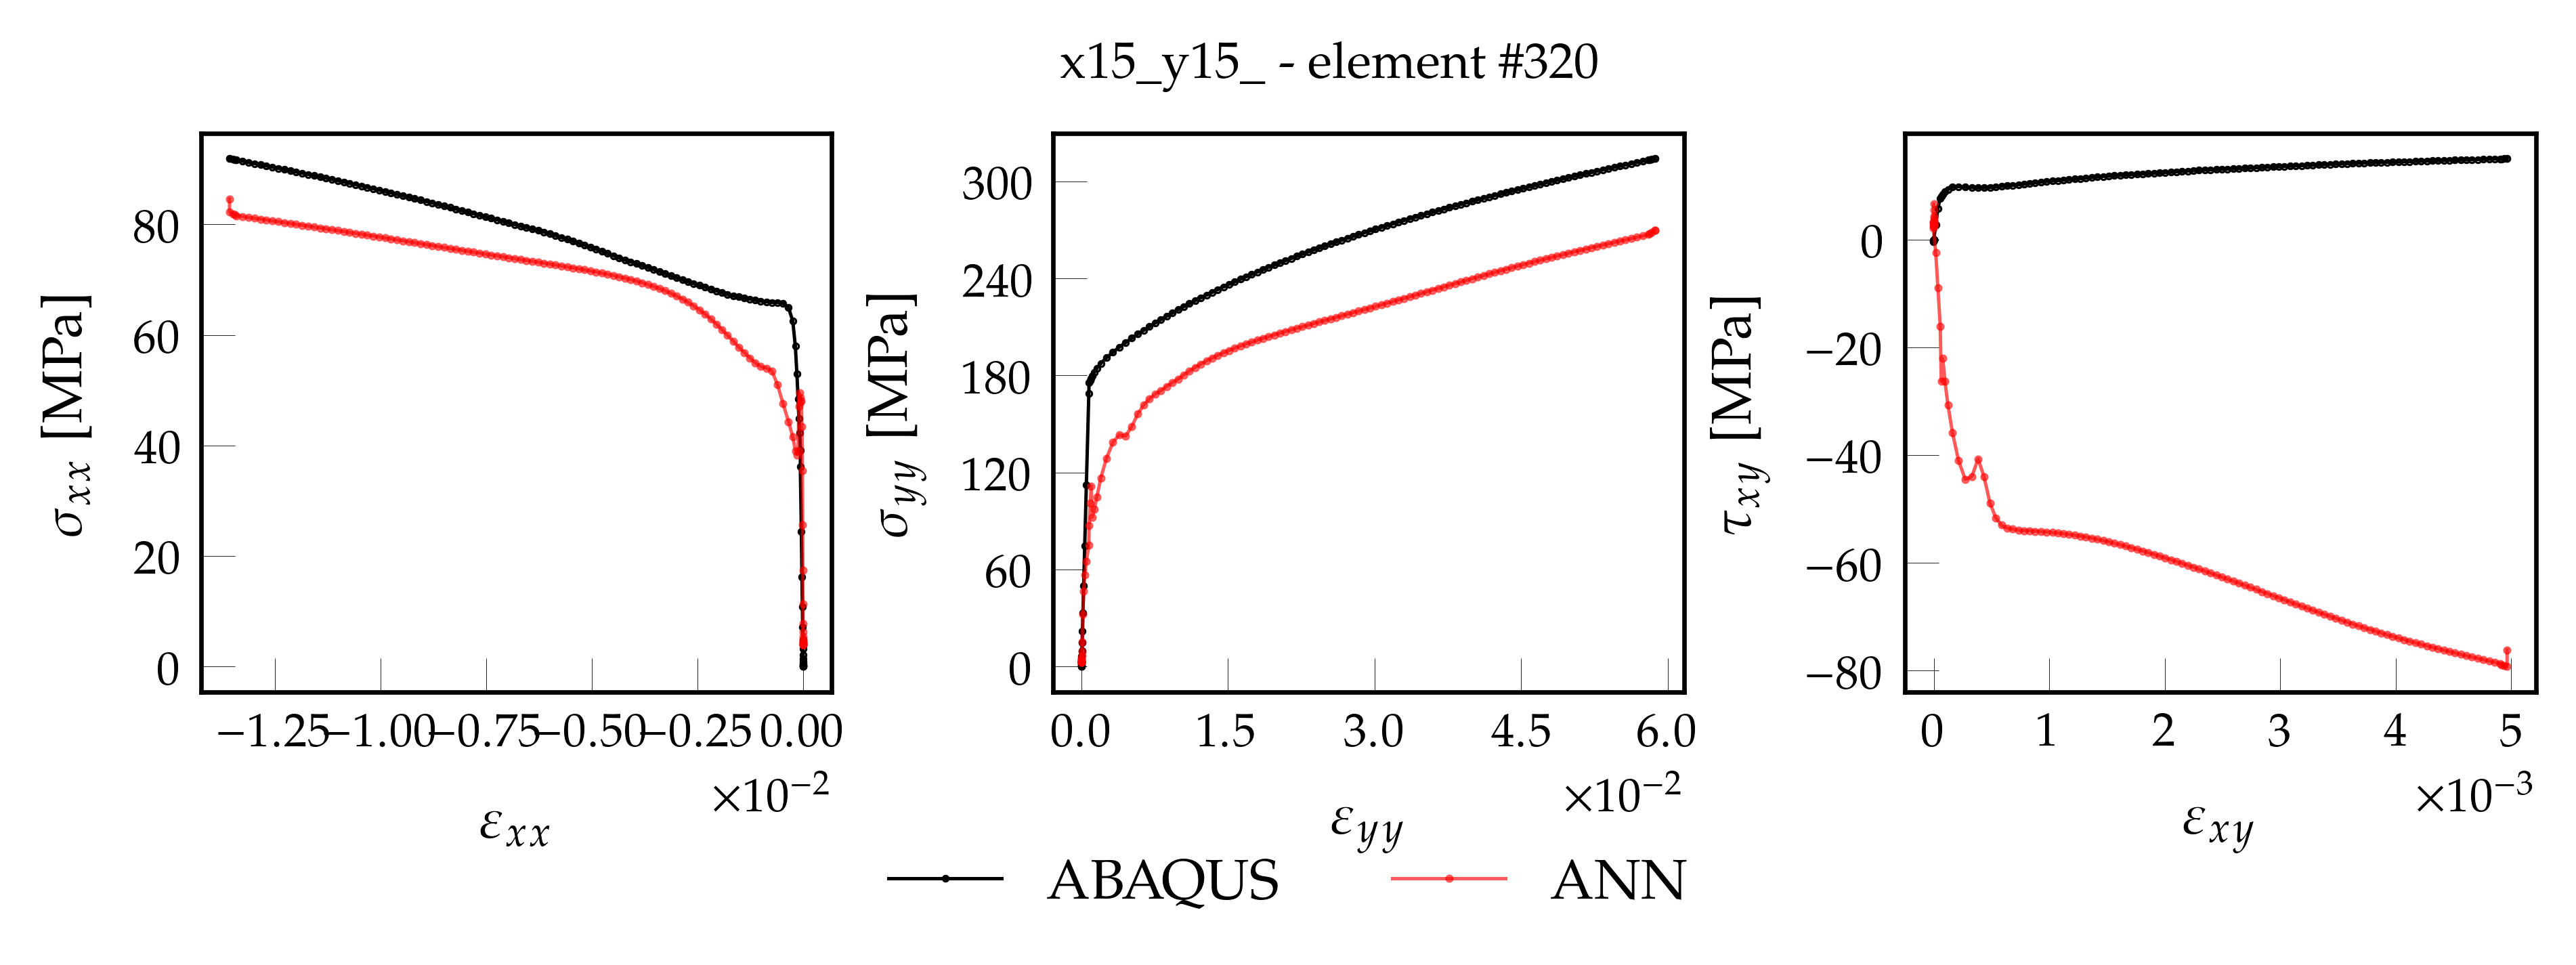 x15_y15_ - element #320
σxx [MPa]
80
60
40
20
0
−1.25 −1.00 −0.75 −0.50 −0.25 0.00
×10−2
εxx
σyy [MPa]
300
240
180
120
60
0
0.0 1.5 3.0 4.5 6.0
×10−2
εyy
τxy [MPa]
0
−20
−40
−60
−80
0 1 2 3 4 5
×10−3
εxy
ABAQUS ANN